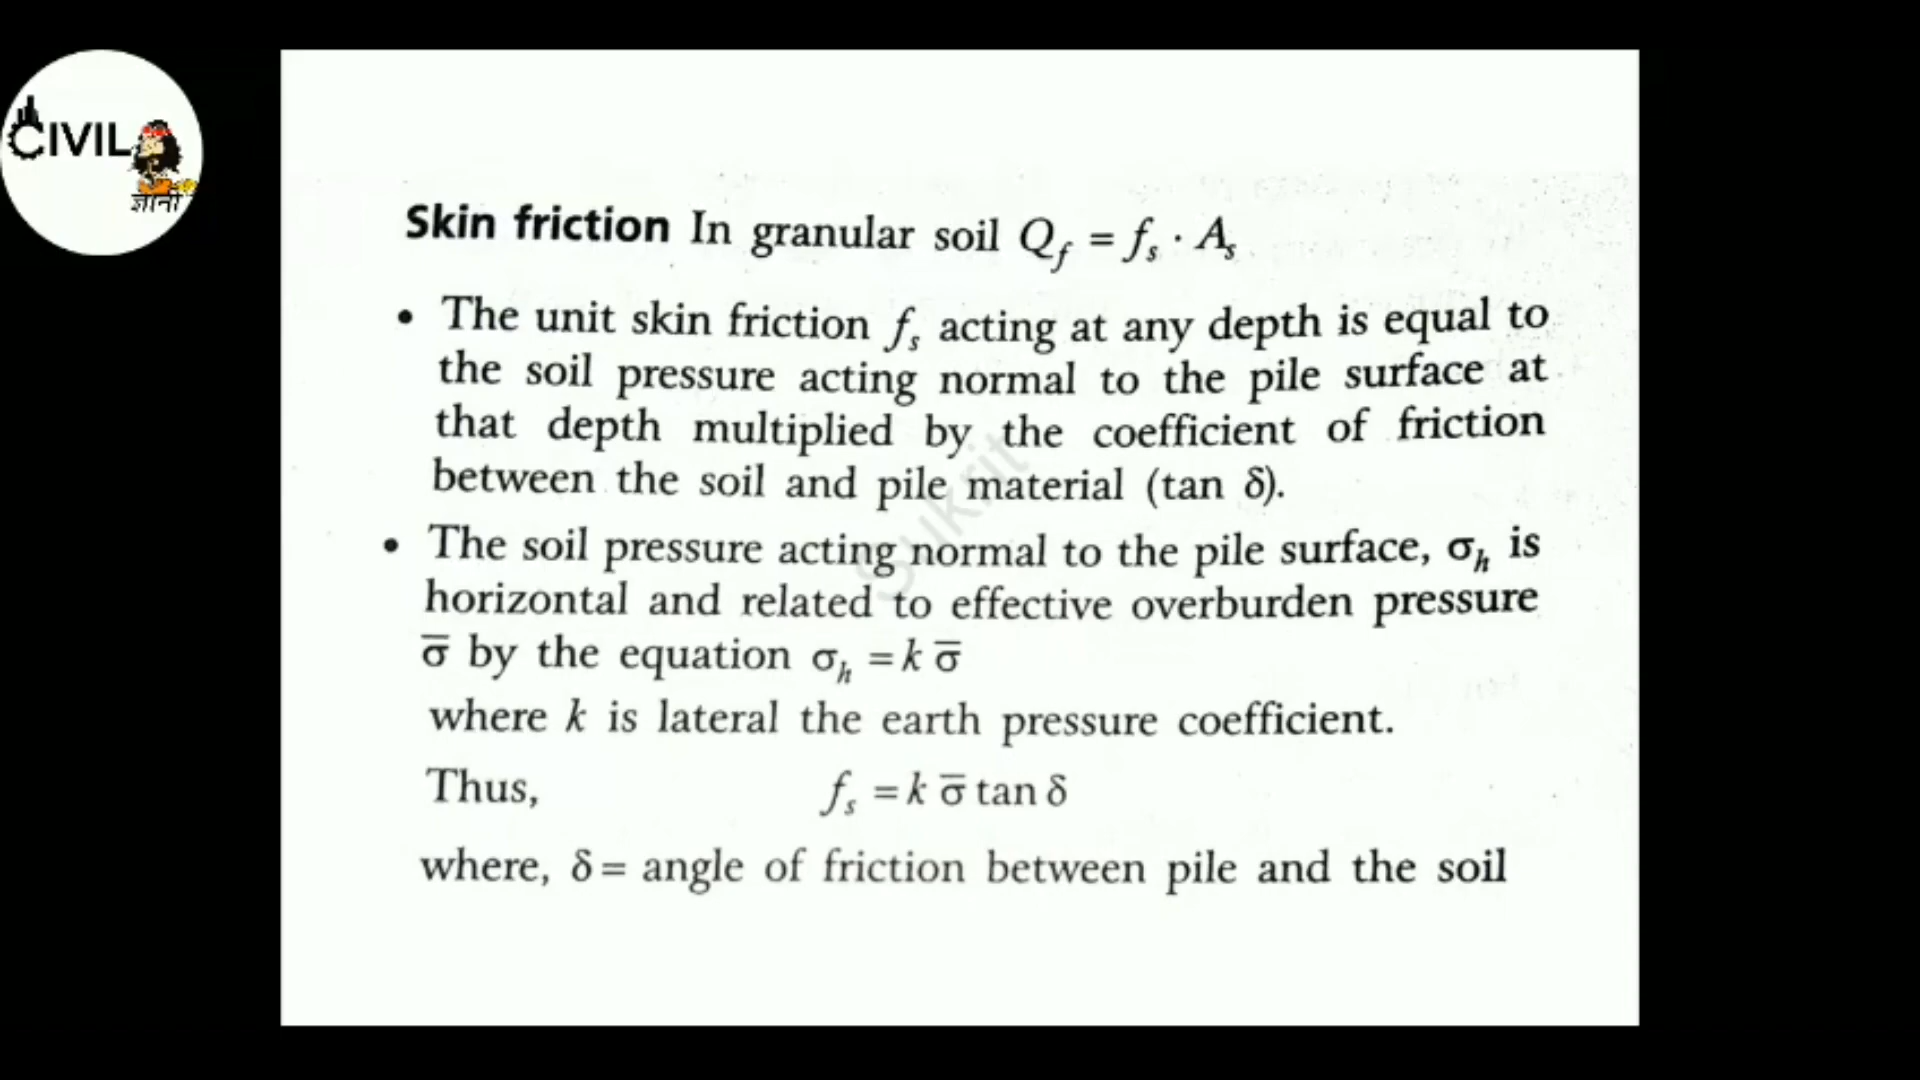 CIVIL
ज्ञानी
Skin friction In granular soil Q_f = f_s · A_s
• The unit skin friction f_s acting at any depth is equal to
the soil pressure acting normal to the pile surface at
that depth multiplied by the coefficient of friction
between the soil and pile material (tan δ).
• The soil pressure acting normal to the pile surface, σ_h is
horizontal and related to effective overburden pressure
σ̅ by the equation σ_h = k σ̅
where k is lateral the earth pressure coefficient.
Thus, f_s = k σ̅ tan δ
where, δ = angle of friction between pile and the soil
Sukrit